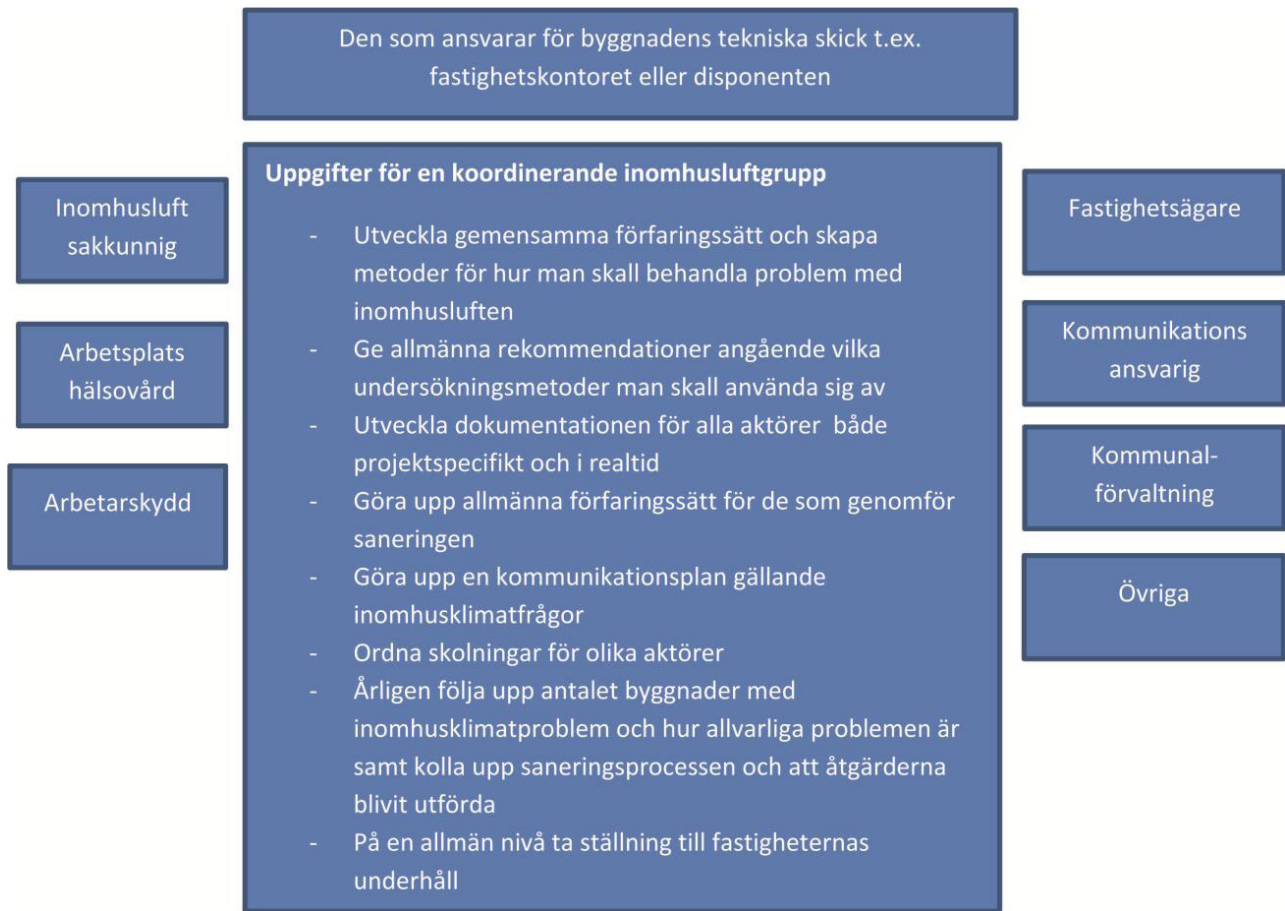 Den som ansvarar för byggnadens tekniska skick t.ex.
fastighetskontoret eller disponenten
Inomhusluft
sakkunnig
Arbetsplats
hälsovård
Arbetarskydd
Uppgifter för en koordinerande inomhusluftgrupp
- Utveckla gemensamma förfaringssätt och skapa
metoder för hur man skall behandla problem med
inomhusluften
- Ge allmänna rekommendationer angående vilka
undersökningsmetoder man skall använda sig av
- Utveckla dokumentationen för alla aktörer både
projektspecifikt och i realtid
- Göra upp allmänna förfaringssätt för de som genomför
saneringen
- Göra upp en kommunikationsplan gällande
inomhusklimatfrågor
- Ordna skolningar för olika aktörer
- Årligen följa upp antalet byggnader med
inomhusklimatproblem och hur allvarliga problemen är
samt kolla upp saneringsprocessen och att åtgärderna
blivit utförda
- På en allmän nivå ta ställning till fastigheternas
underhåll
Fastighetsägare
Kommunikations
ansvarig
Kommunal-
förvaltning
Övriga